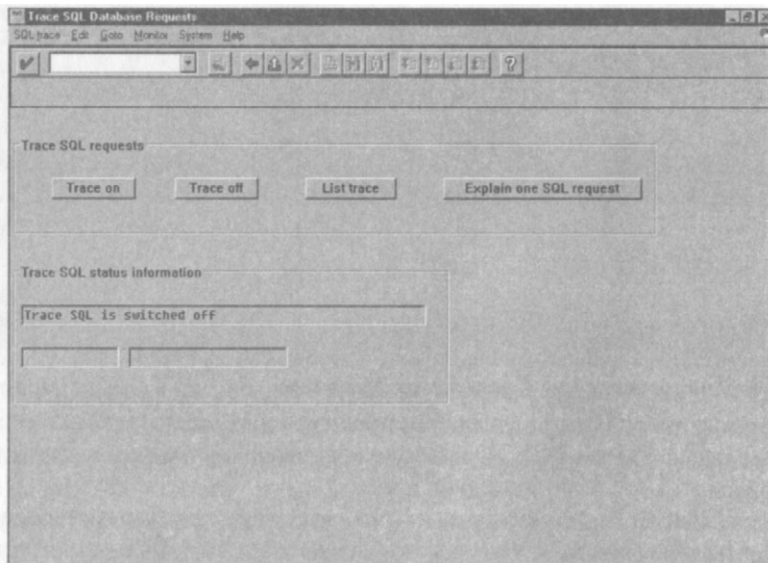 Trace SQL Database Requests
SQL trace Edit Goto Monitor System Help
Trace SQL requests
Trace on Trace off List trace Explain one SQL request
Trace SQL status information
Trace SQL is switched off